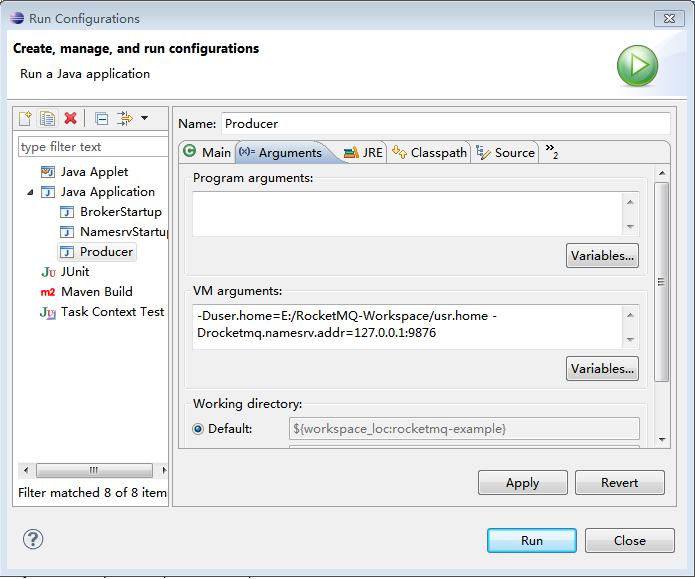 Run Configurations
Create, manage, and run configurations
Run a Java application
type filter text
Java Applet
Java Application
BrokerStartup
NamesrvStartu
Producer
JUnit
Maven Build
Task Context Test
Filter matched 8 of 8 item
Name: Producer
Main (x)= Arguments JRE Classpath Source »2
Program arguments:
Variables...
VM arguments:
-Duser.home=E:/RocketMQ-Workspace/usr.home -
Drocketmq.namesrv.addr=127.0.0.1:9876
Variables...
Working directory:
Default: ${workspace_loc:rocketmq-example}
Apply Revert
Run Close